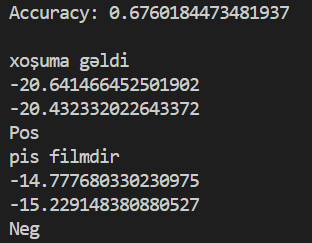 Accuracy: 0.6760184473481937
xoşuma gəldi
-20.641466452501902
-20.432332022643372
Pos
pis filmdir
-14.777680330230975
-15.229148380880527
Neg